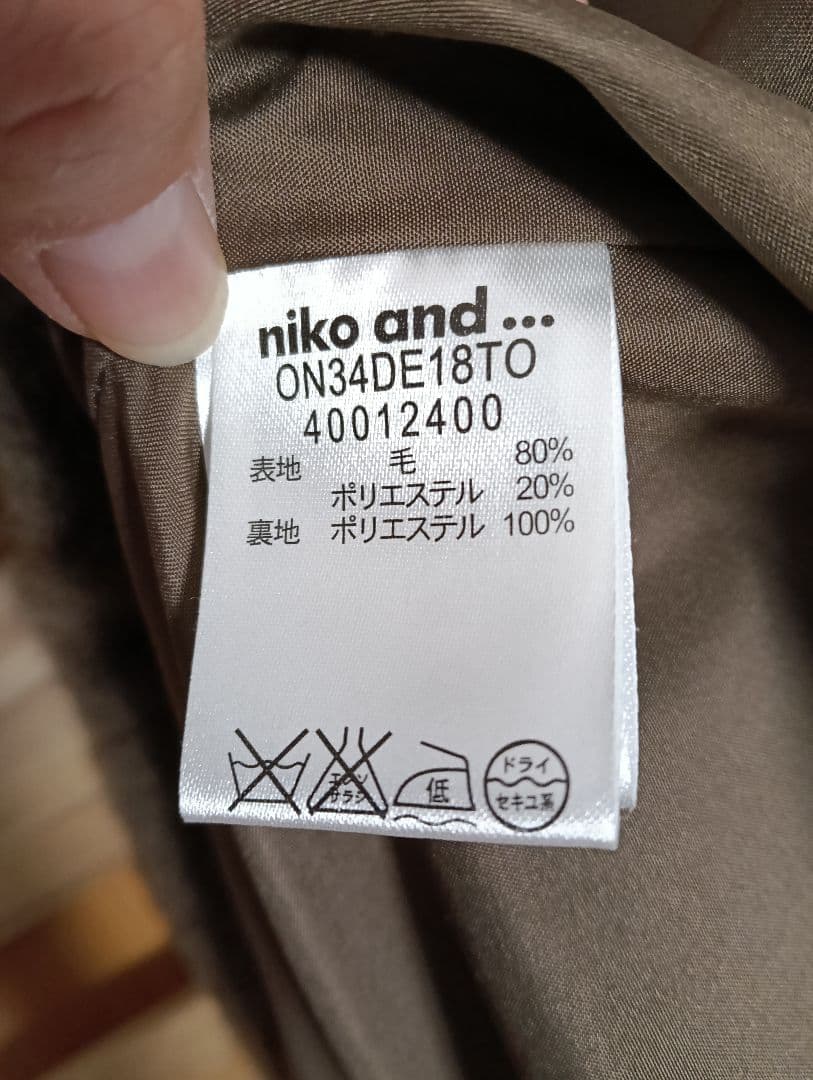 niko and ...
ON34DE18TO
40012400
表地 毛 80%
ポリエステル 20%
裏地 ポリエステル 100%
エンソ
サラシ
低
ドライ
セキユ系